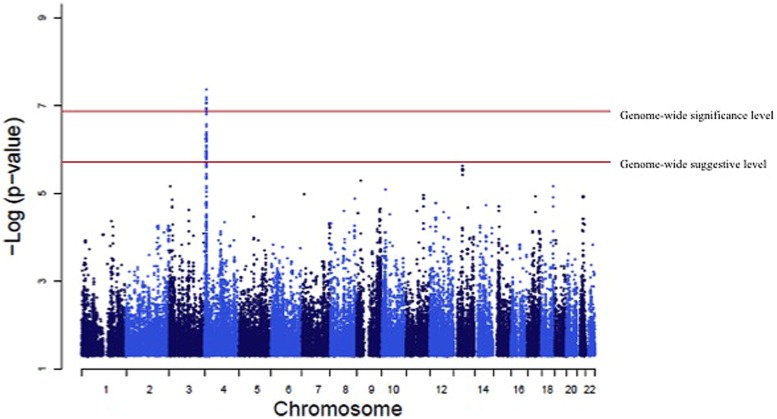 9
7
5
3
1
−Log (p-value)
Genome-wide significance level
Genome-wide suggestive level
1 2 3 4 5 6 7 8 9 10 12 14 16 18 20 22
Chromosome